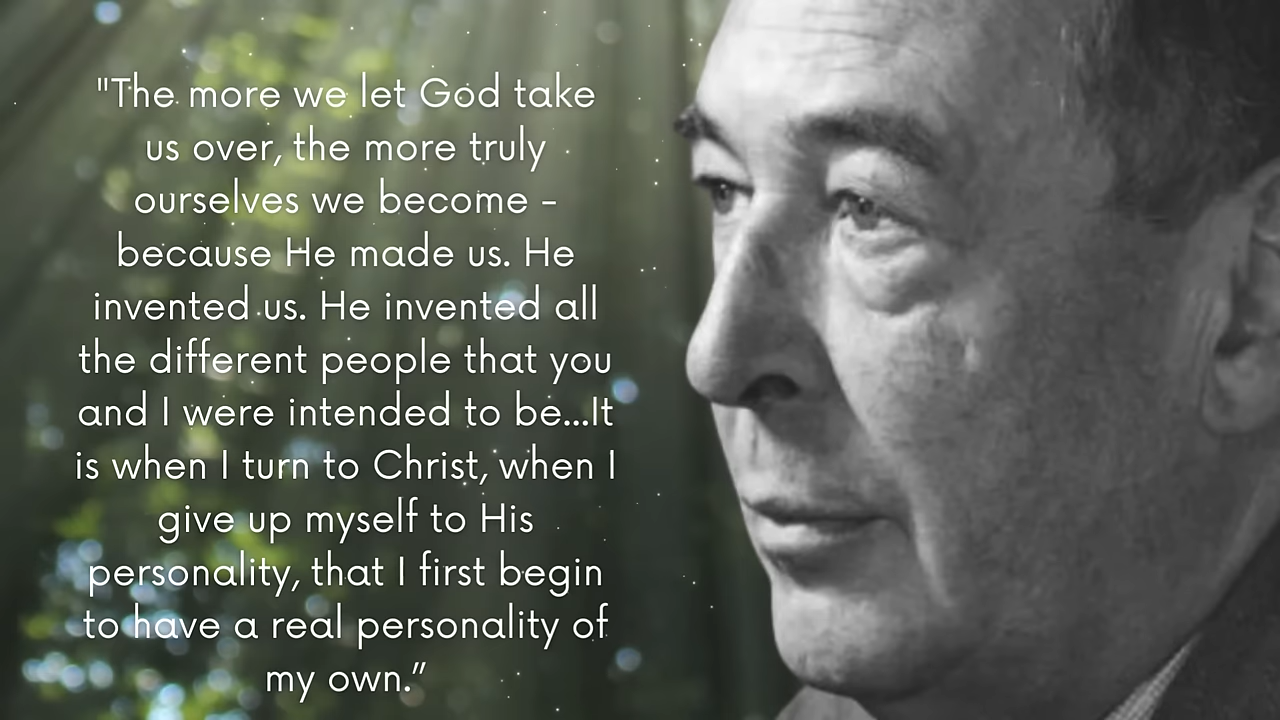 "The more we let God take
us over, the more truly
ourselves we become -
because He made us. He
invented us. He invented all
the different people that you
and I were intended to be...It
is when I turn to Christ, when I
give up myself to His
personality, that I first begin
to have a real personality of
my own.”